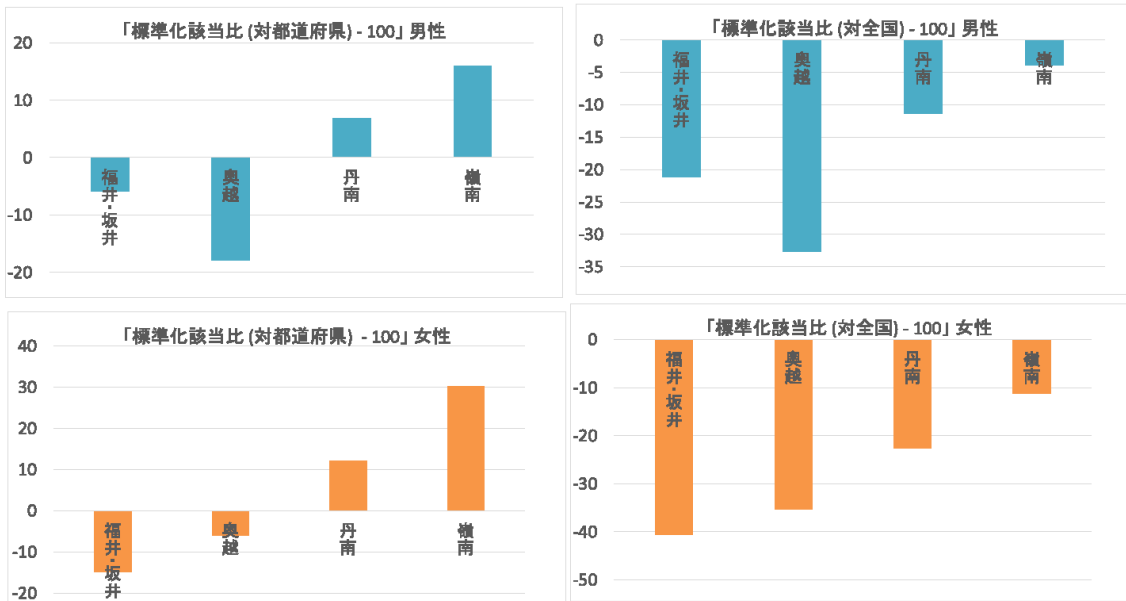 「標準化該当比 (対都道府県) - 100」 男性
20
10
0
-10
-20
福井・坂井
奥越
丹南
嶺南
「標準化該当比 (対全国) - 100」 男性
0
-5
-10
-15
-20
-25
-30
-35
福井・坂井
奥越
丹南
嶺南
「標準化該当比 (対都道府県) - 100」 女性
40
30
20
10
0
-10
-20
福井・坂井
奥越
丹南
嶺南
「標準化該当比 (対全国) - 100」 女性
0
-10
-20
-30
-40
-50
福井・坂井
奥越
丹南
嶺南